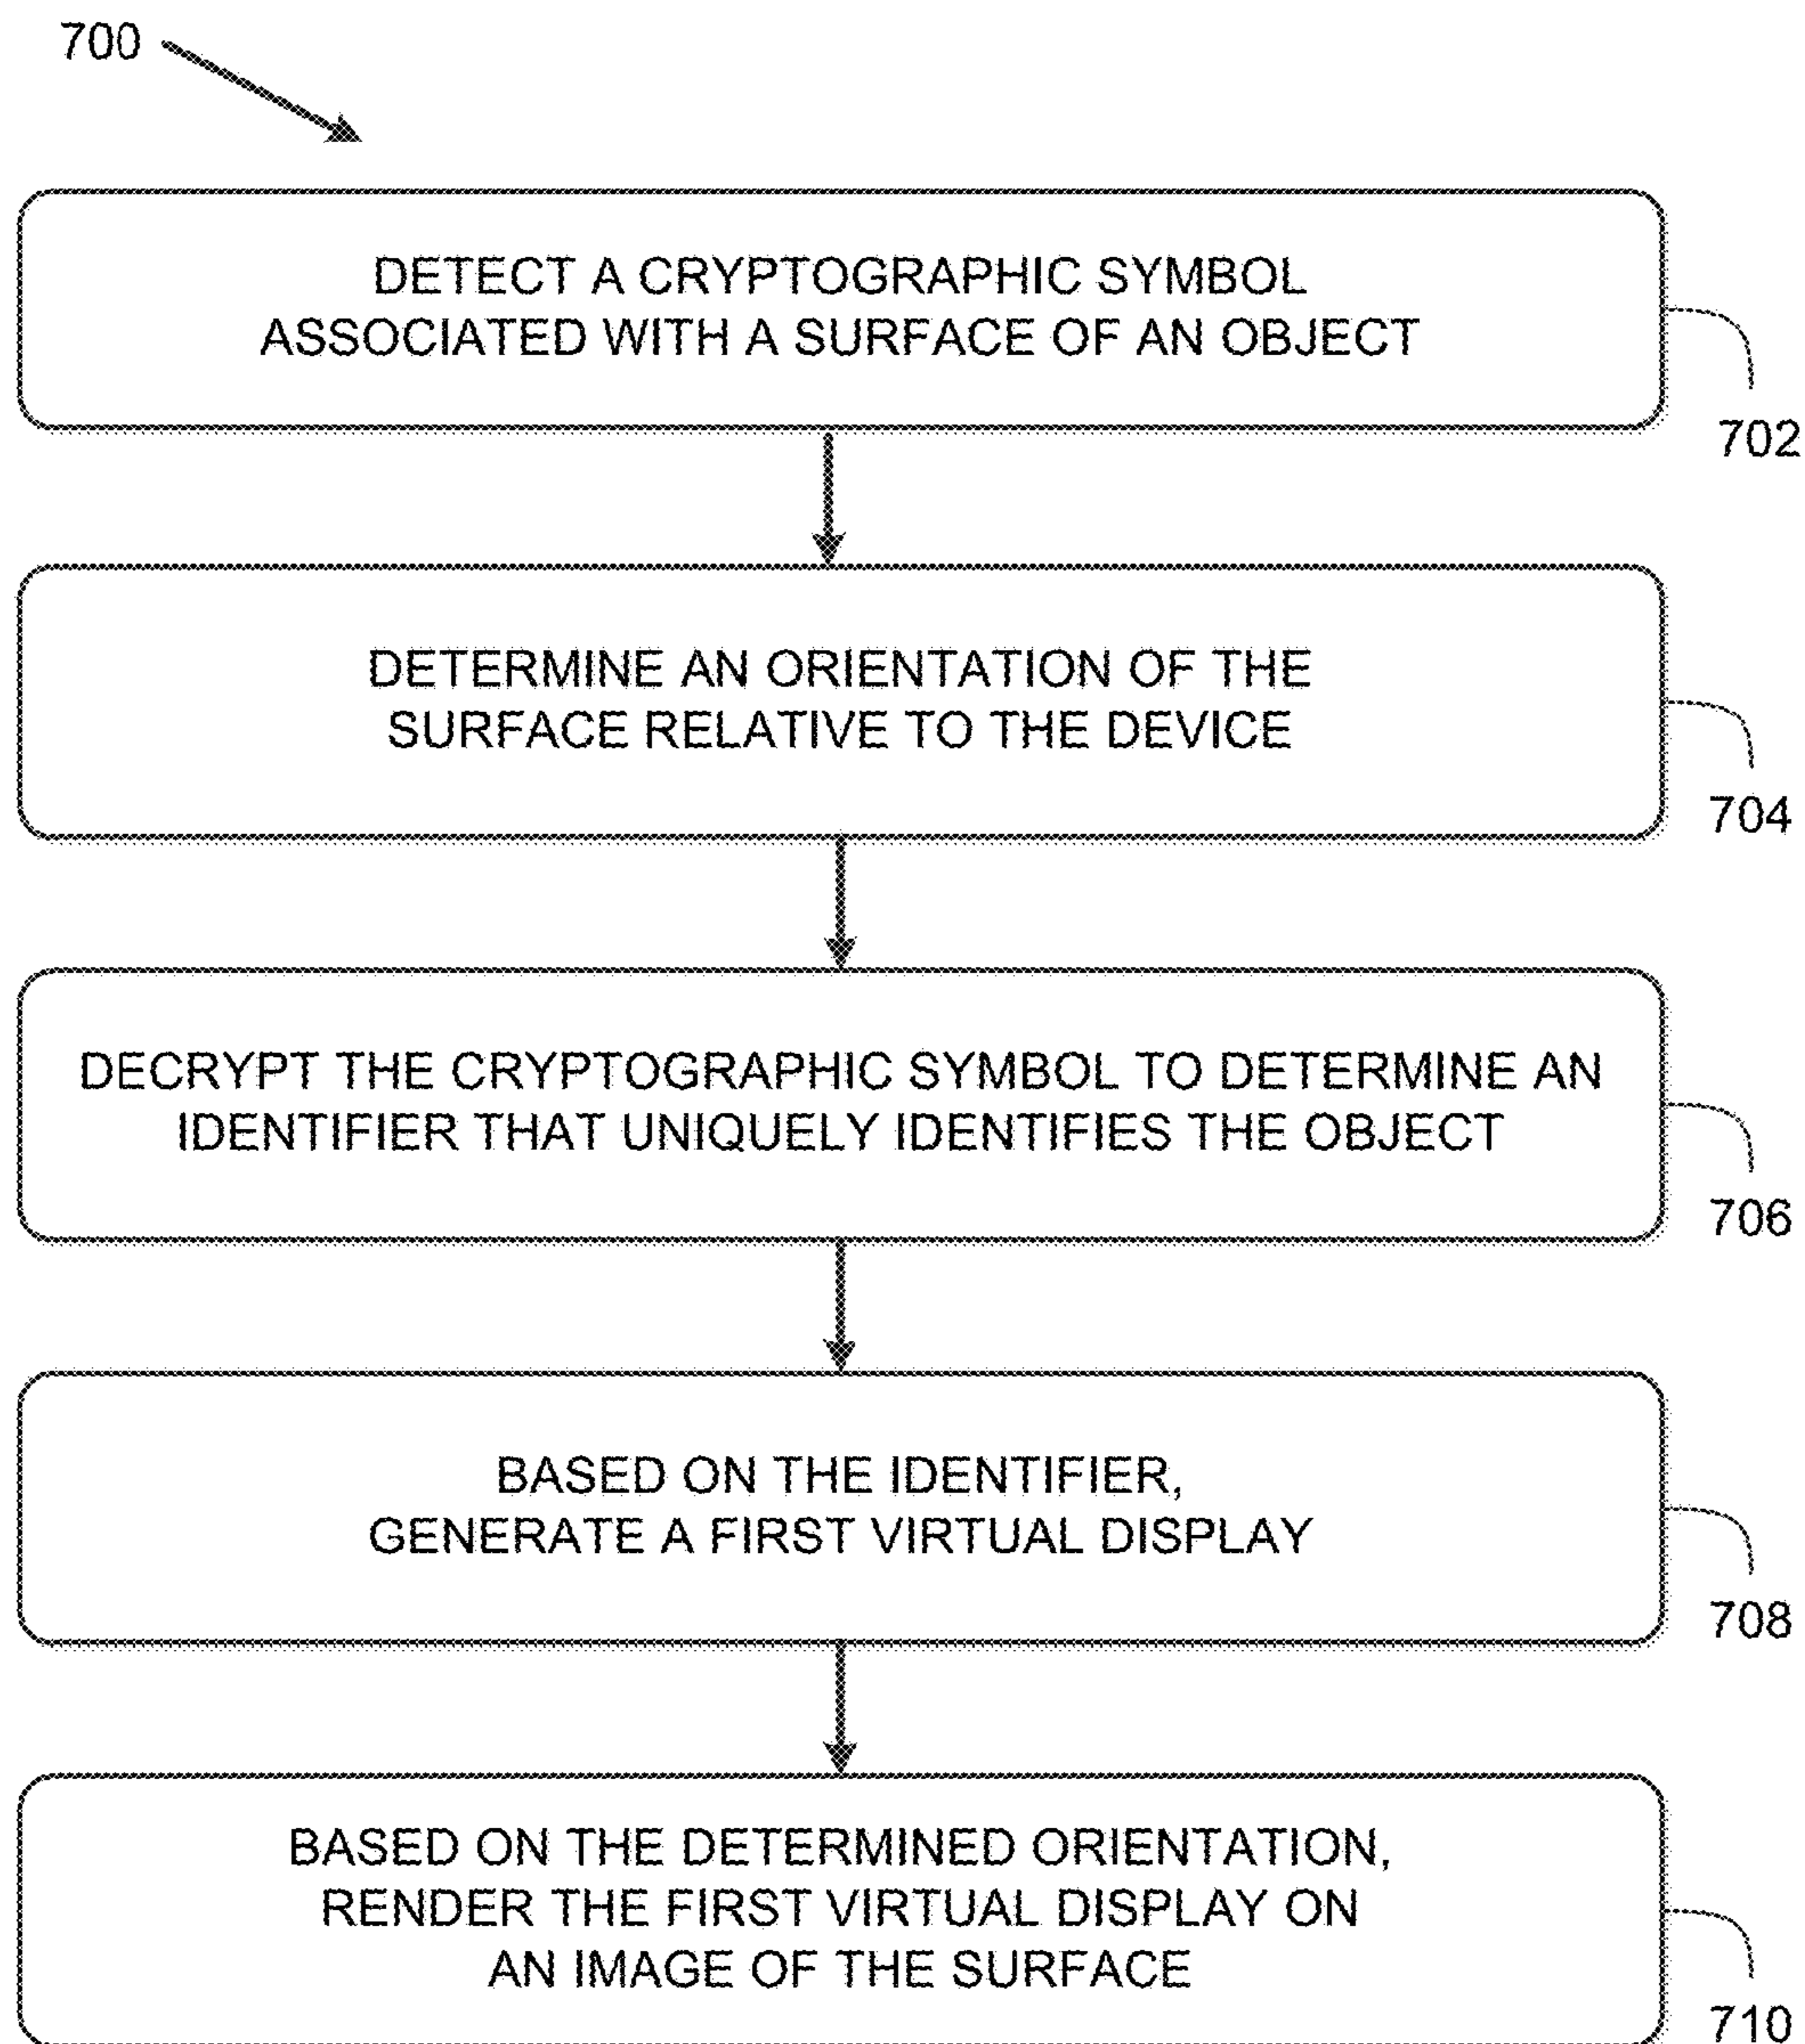 700
DETECT A CRYPTOGRAPHIC SYMBOL
ASSOCIATED WITH A SURFACE OF AN OBJECT
702
DETERMINE AN ORIENTATION OF THE
SURFACE RELATIVE TO THE DEVICE
704
DECRYPT THE CRYPTOGRAPHIC SYMBOL TO DETERMINE AN
IDENTIFIER THAT UNIQUELY IDENTIFIES THE OBJECT
706
BASED ON THE IDENTIFIER,
GENERATE A FIRST VIRTUAL DISPLAY
708
BASED ON THE DETERMINED ORIENTATION,
RENDER THE FIRST VIRTUAL DISPLAY ON
AN IMAGE OF THE SURFACE
710